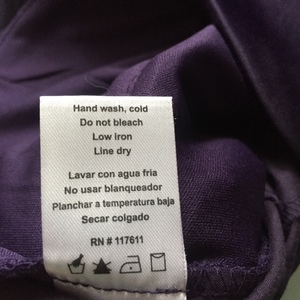 Hand wash, cold
Do not bleach
Low iron
Line dry
Lavar con agua fria
No usar blanqueador
Planchar a temperatura baja
Secar colgado
RN # 117611